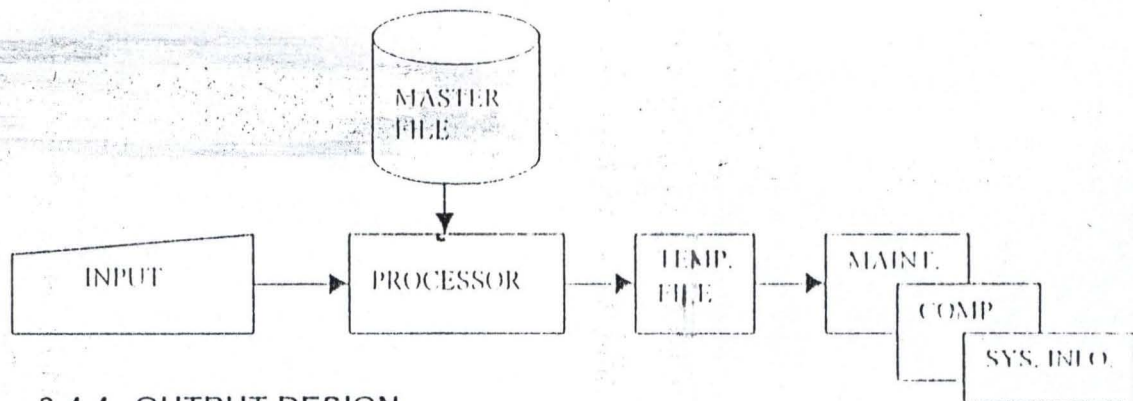 MASTER
FILE
INPUT
PROCESSOR
TEMP.
FILE
MAINT.
COMP
SYS. INFO.
OUTPUT DESIGN